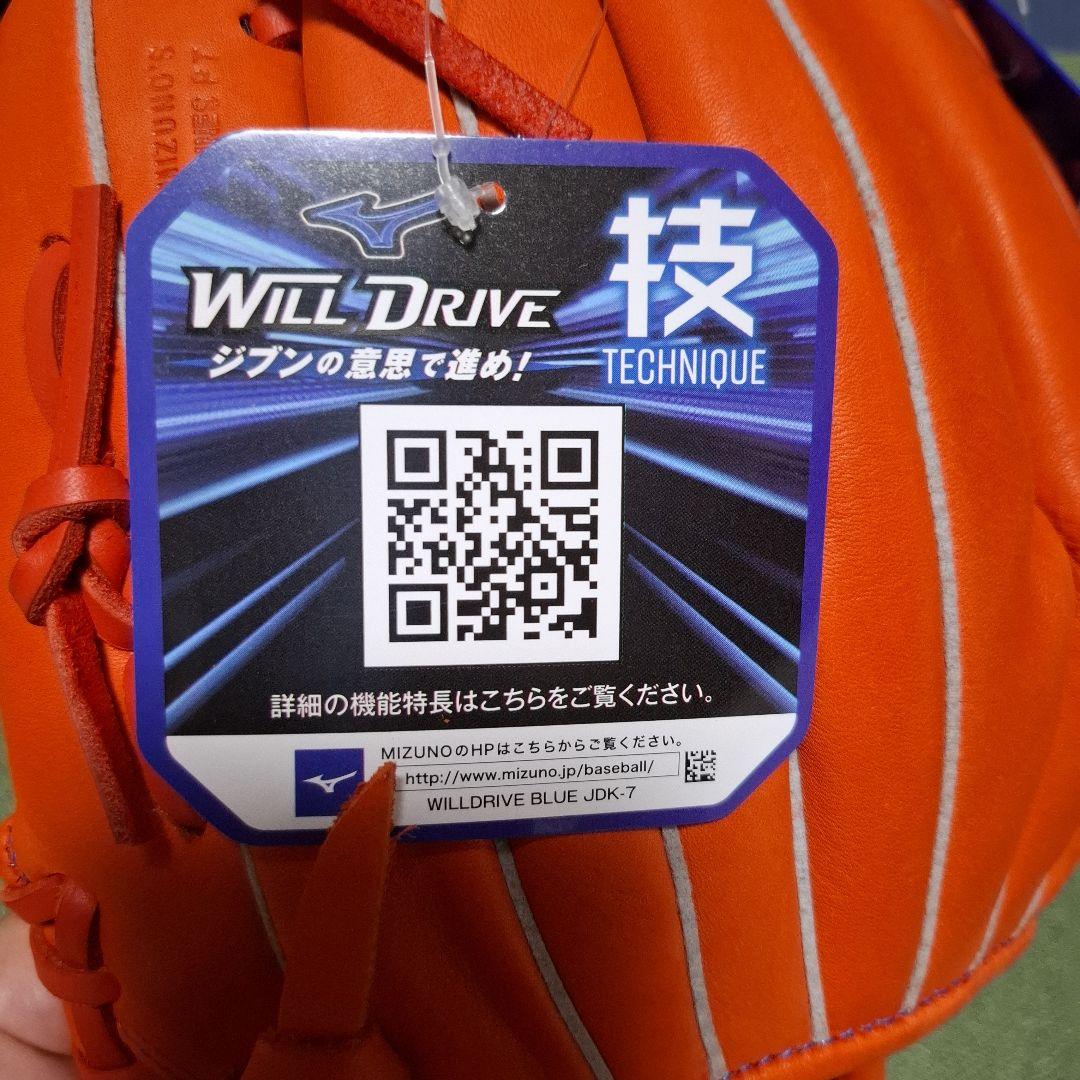 MIZUNO'S
WILL DRIVE
ジブンの意思で進め!
技
TECHNIQUE
詳細の機能特長はこちらをご覧ください。
MIZUNOのHPはこちらからご覧ください。
http://www.mizuno.jp/baseball/
WILLDRIVE BLUE JDK-7